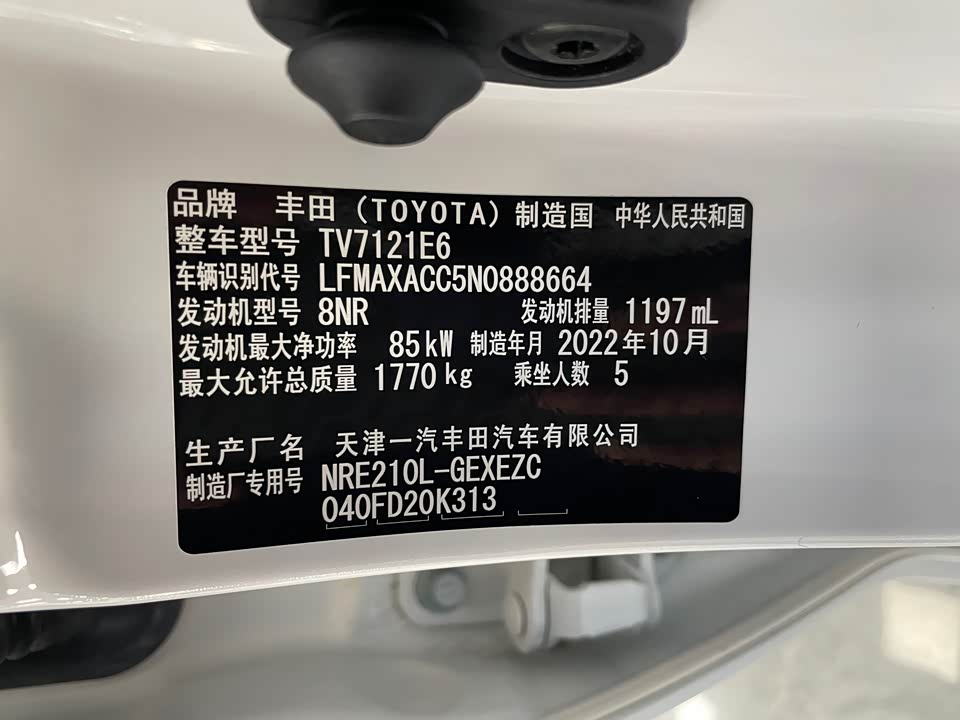 品牌 丰田（TOYOTA）制造国 中华人民共和国
整车型号 TV7121E6
车辆识别代号 LFMAXACC5N0888664
发动机型号 8NR 发动机排量 1197mL
发动机最大净功率 85kW 制造年月 2022年10月
最大允许总质量 1770kg 乘坐人数 5
生产厂名 天津一汽丰田汽车有限公司
制造厂专用号 NRE210L-GEXEZC
040FD20K313